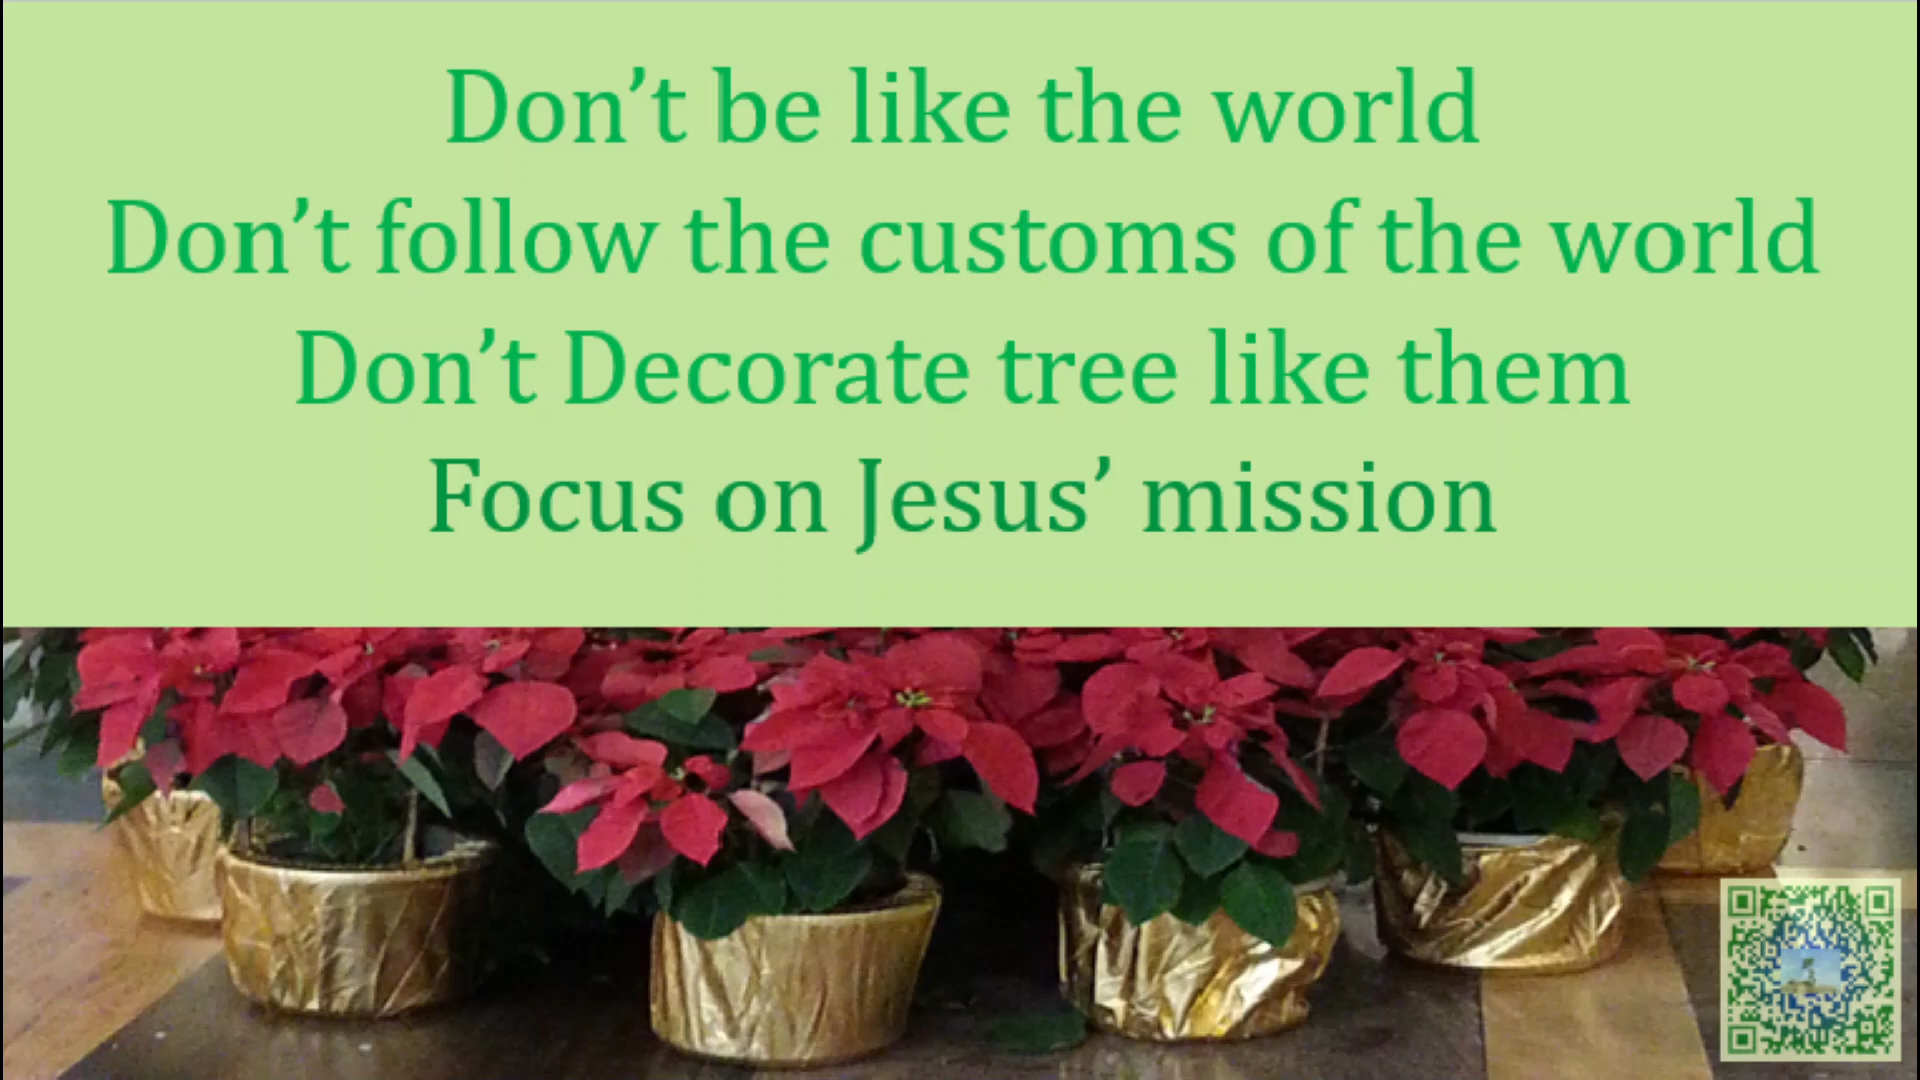 Don’t be like the world
Don’t follow the customs of the world
Don’t Decorate tree like them
Focus on Jesus’ mission